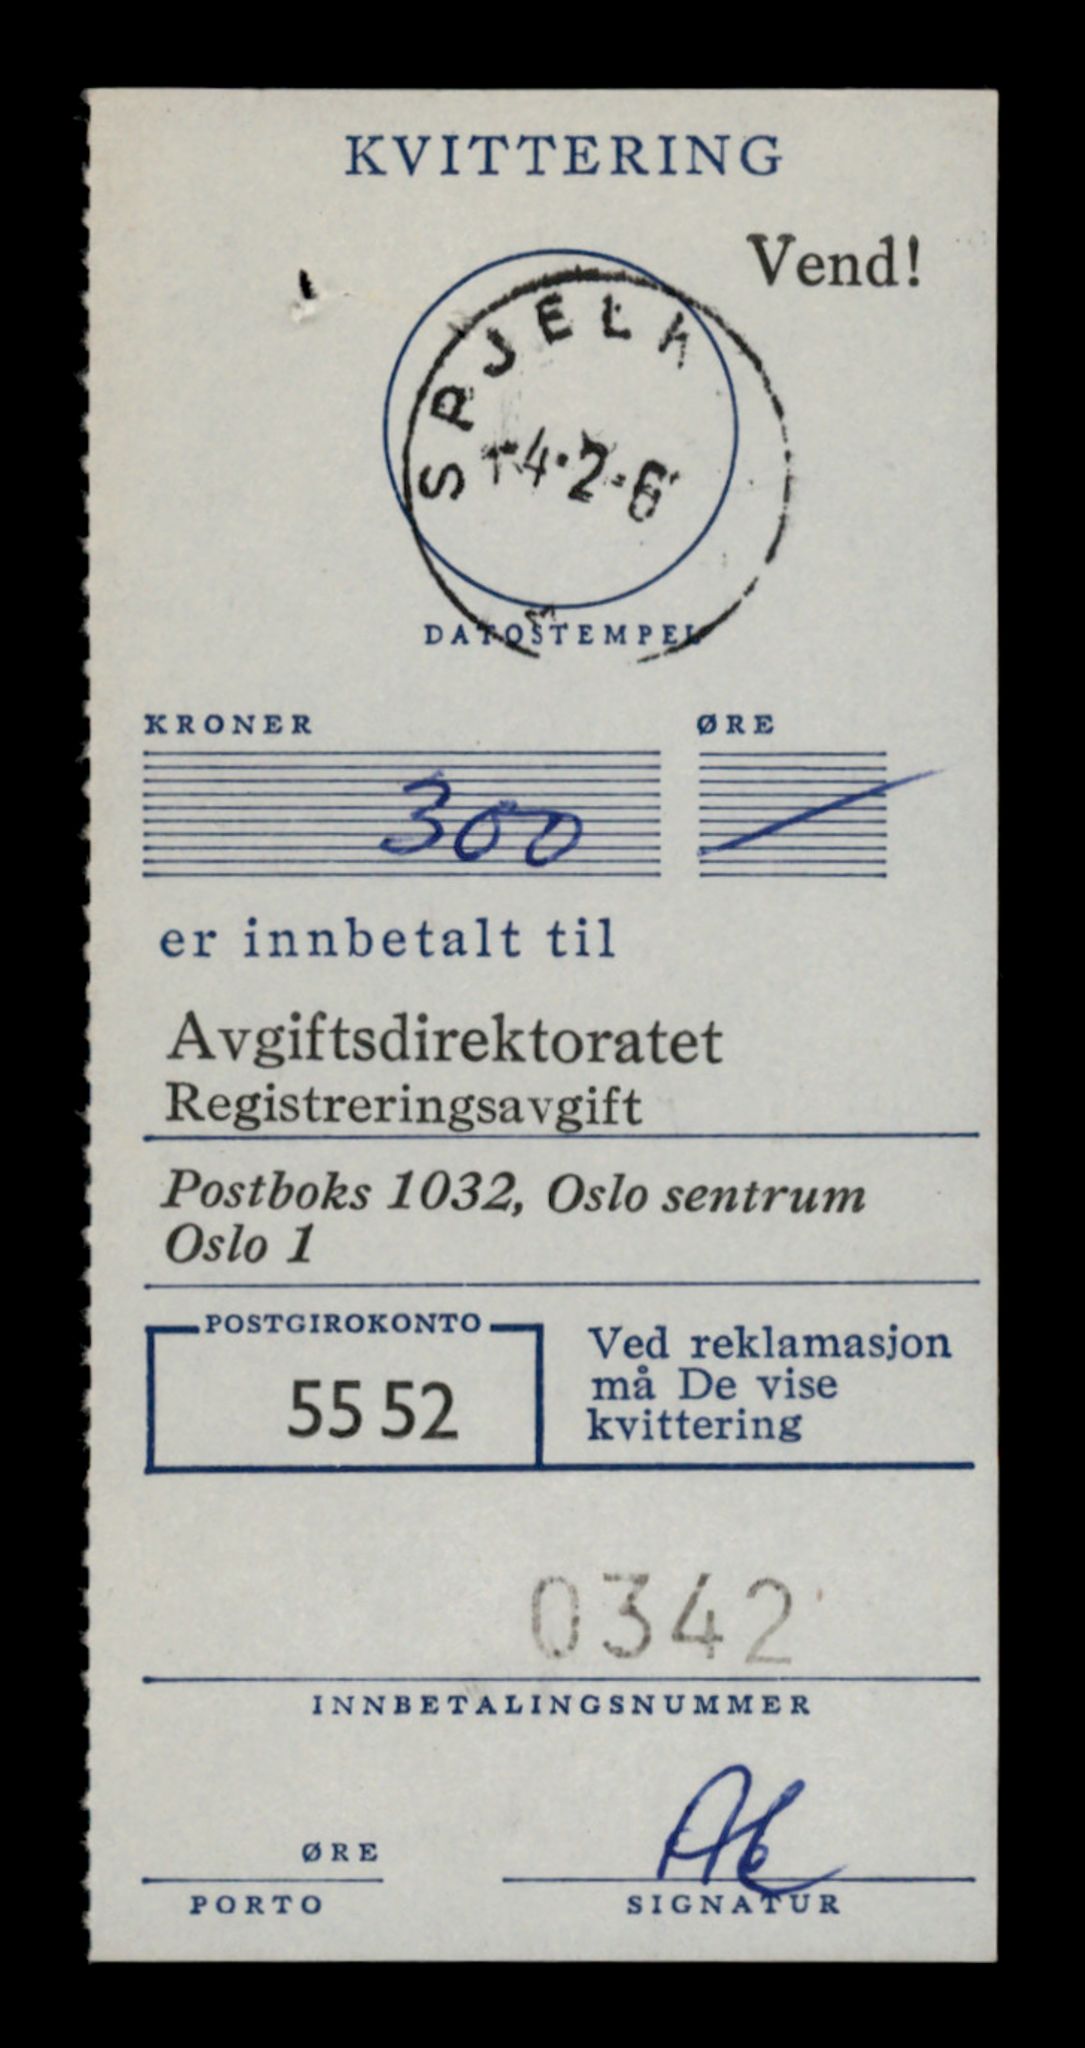 KVITTERING
Vend!
SPJELK
-4.2.6
DATOSTEMPEL
KRONER ØRE
300 —
er innbetalt til
Avgiftsdirektoratet
Registreringsavgift
Postboks 1032, Oslo sentrum
Oslo 1
POSTGIROKONTO
55 52
Ved reklamasjon
må De vise
kvittering
0342
INNBETALINGSNUMMER
ØRE
PORTO
SIGNATUR